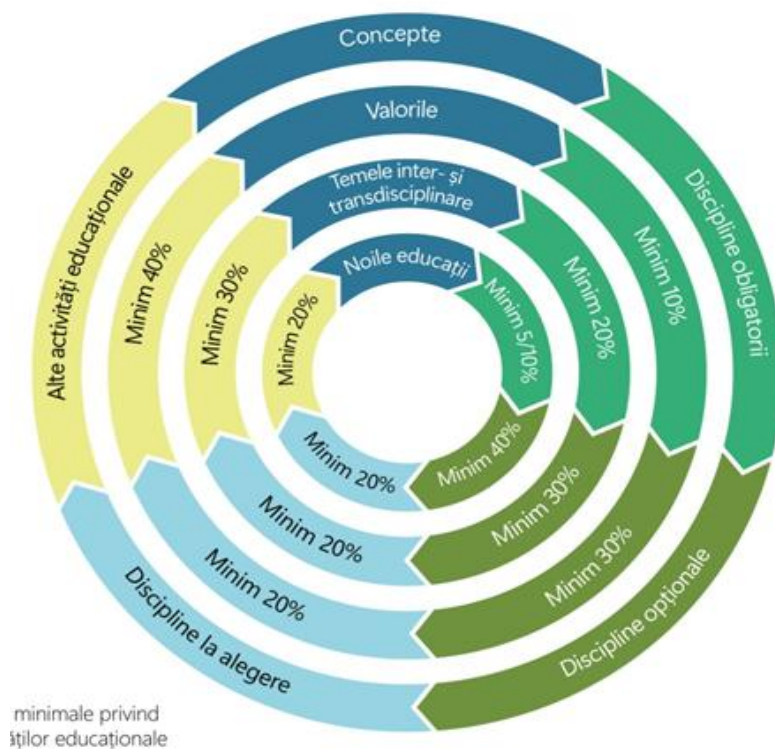 Concepte
Discipline obligatorii
Discipline opționale
Discipline la alegere
Alte activități educaționale
Valorile
Minim 10%
Minim 30%
Minim 20%
Minim 40%
Temele inter- și
transdisciplinare
Minim 20%
Minim 30%
Minim 20%
Minim 30%
Noile educații
Minim 5/10%
Minim 40%
Minim 20%
Minim 20%
minimale privind
educaționale